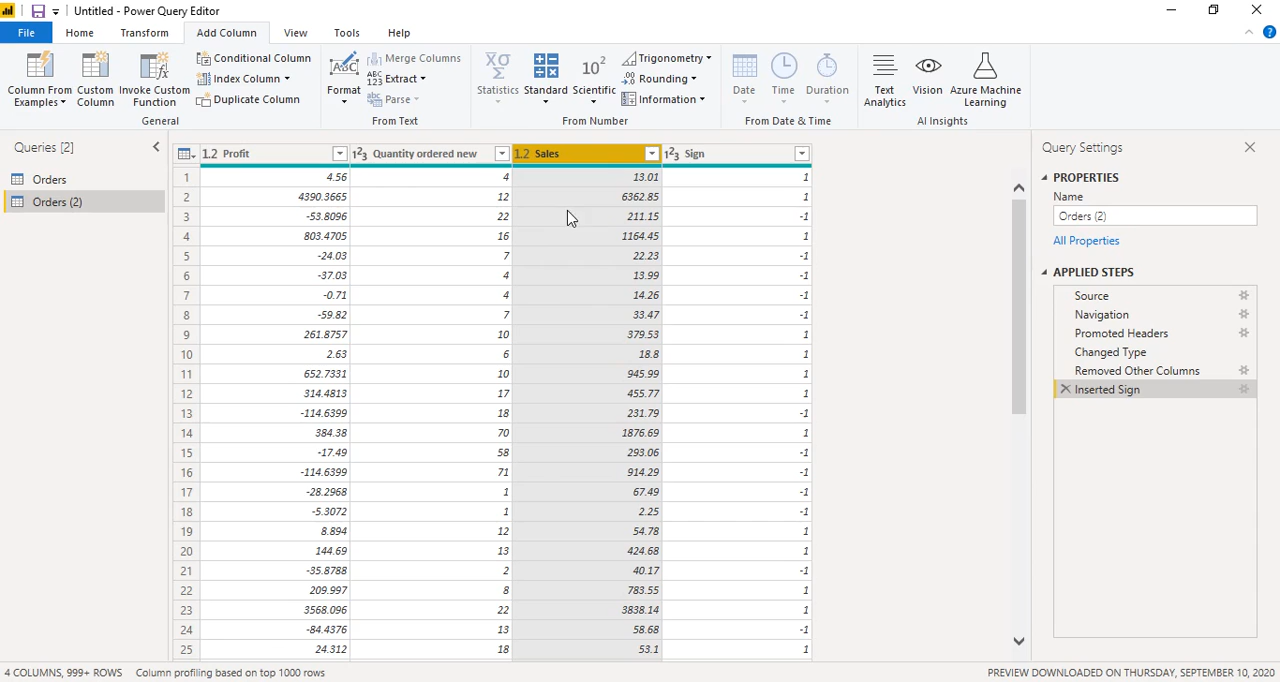 Untitled - Power Query Editor
File Home Transform Add Column View Tools Help
Column From Examples
Custom Column
Invoke Custom Function
Conditional Column
Index Column
Duplicate Column
General
Format
Merge Columns
ABC 123 Extract
abc Parse
From Text
Statistics
Standard
Scientific
Trigonometry
Rounding
Information
From Number
Date
Time
Duration
From Date & Time
Text Analytics
Vision
Azure Machine Learning
AI Insights
Queries [2]
Orders
Orders (2)
1.2 Profit 1²3 Quantity ordered new 1.2 Sales 1²3 Sign
1 4.56 4 13.01 1
2 4390.3665 12 6362.85 1
3 -53.8096 22 211.15 -1
4 803.4705 16 1164.45 1
5 -24.03 7 22.23 -1
6 -37.03 4 13.99 -1
7 -0.71 4 14.26 -1
8 -59.82 7 33.47 -1
9 261.8757 10 379.53 1
10 2.63 6 18.8 1
11 652.7331 10 945.99 1
12 314.4813 17 455.77 1
13 -114.6399 18 231.79 -1
14 384.38 70 1876.69 1
15 -17.49 58 293.06 -1
16 -114.6399 71 914.29 -1
17 -28.2968 1 67.49 -1
18 -5.3072 1 2.25 -1
19 8.894 12 54.78 1
20 144.69 13 424.68 1
21 -35.8788 2 40.17 -1
22 209.997 8 783.55 1
23 3568.096 22 3838.14 1
24 -84.4376 13 58.68 -1
25 24.312 18 53.1 1
Query Settings
PROPERTIES
Name
Orders (2)
All Properties
APPLIED STEPS
Source
Navigation
Promoted Headers
Changed Type
Removed Other Columns
Inserted Sign
4 COLUMNS, 999+ ROWS Column profiling based on top 1000 rows PREVIEW DOWNLOADED ON THURSDAY, SEPTEMBER 10, 2020